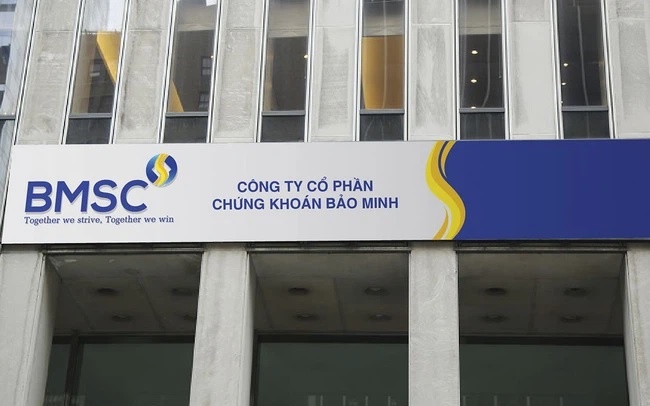 BMSC
Together we strive, Together we win
CÔNG TY CỔ PHẦN
CHỨNG KHOÁN BẢO MINH